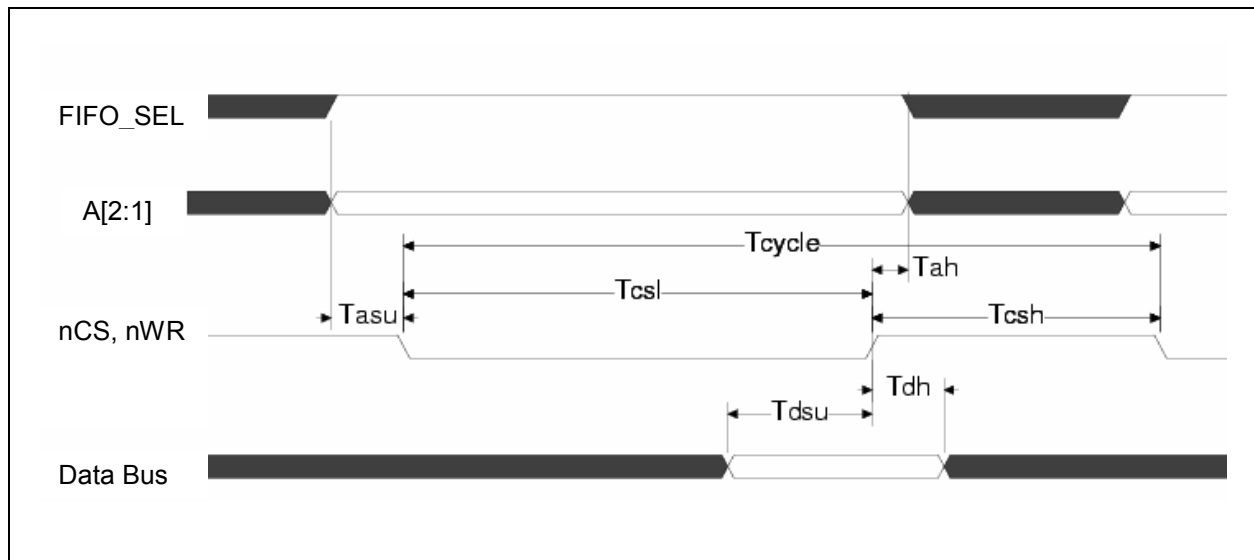 FIFO_SEL
A[2:1]
Tcycle
Tah
Tcsl
Tasu
Tcsh
nCS, nWR
Tdh
Tdsu
Data Bus